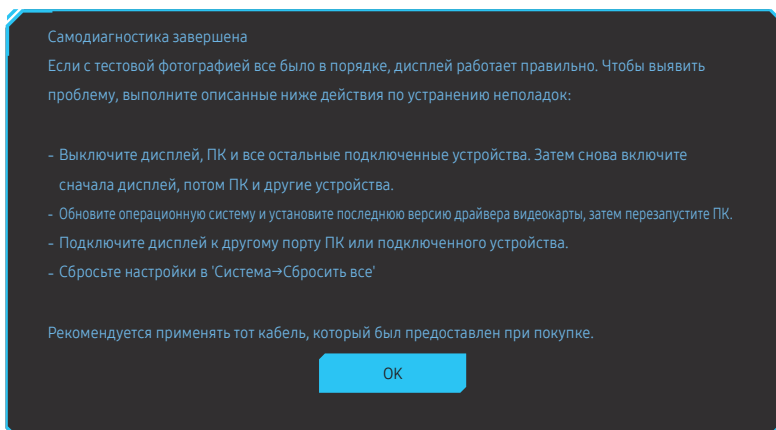 Самодиагностика завершена
Если с тестовой фотографией все было в порядке, дисплей работает правильно. Чтобы выявить
проблему, выполните описанные ниже действия по устранению неполадок:
- Выключите дисплей, ПК и все остальные подключенные устройства. Затем снова включите
сначала дисплей, потом ПК и другие устройства.
- Обновите операционную систему и установите последнюю версию драйвера видеокарты, затем перезапустите ПК.
- Подключите дисплей к другому порту ПК или подключенного устройства.
- Сбросьте настройки в 'Система→Сбросить все'
Рекомендуется применять тот кабель, который был предоставлен при покупке.
OK